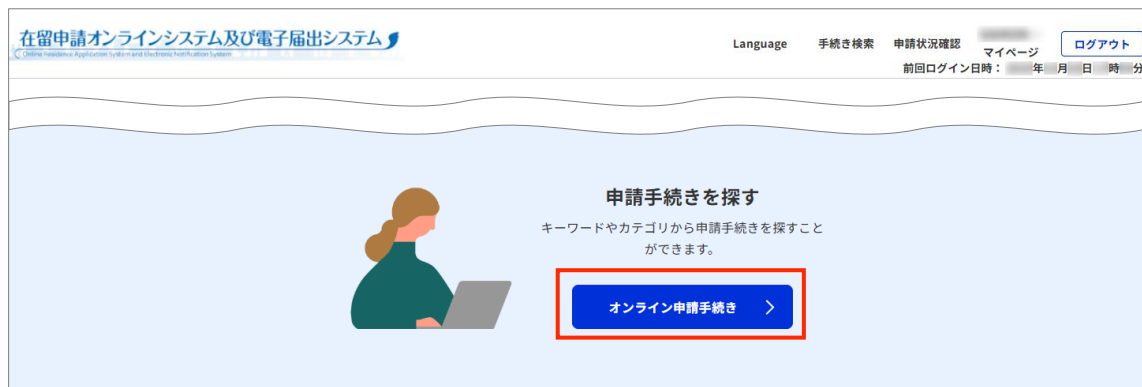 在留申請オンラインシステム及び電子届出システム
Online Residence Application System and Electronic Notification System
Language 手続き検索 申請状況確認 マイページ ログアウト
前回ログイン日時： 年 月 日 時 分
申請手続きを探す
キーワードやカテゴリから申請手続きを探すこと
ができます。
オンライン申請手続き